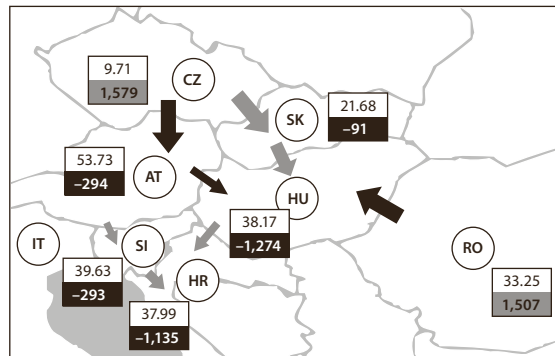 9.71
1,579
CZ
SK
21.68
−91
53.73
−294
AT
HU
38.17
−1,274
IT
SI
39.63
−293
HR
37.99
−1,135
RO
33.25
1,507